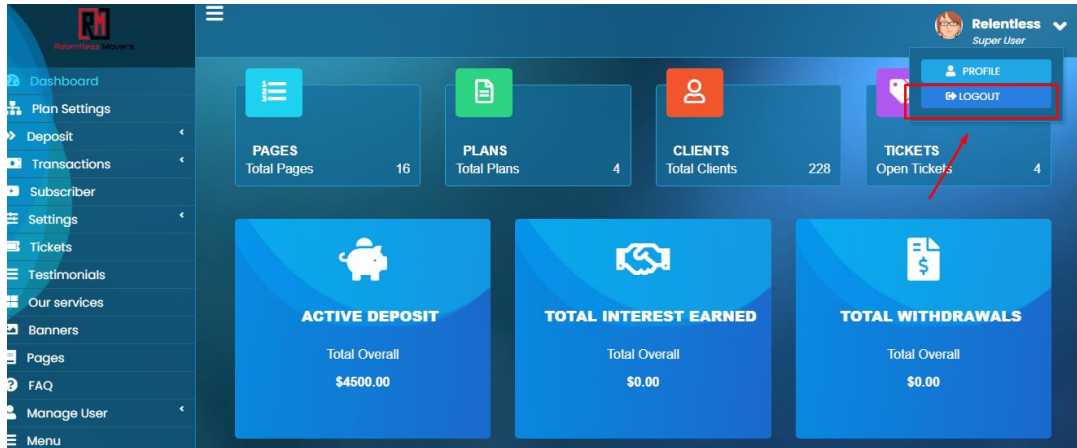 RM
Relentless Movers
Relentless
Super User
PROFILE
LOGOUT
Dashboard
Plan Settings
Deposit
Transactions
Subscriber
Settings
Tickets
Testimonials
Our services
Banners
Pages
FAQ
Manage User
Menu
PAGES
Total Pages 16
PLANS
Total Plans 4
CLIENTS
Total Clients 228
TICKETS
Open Tickets 4
ACTIVE DEPOSIT
Total Overall
$4500.00
TOTAL INTEREST EARNED
Total Overall
$0.00
TOTAL WITHDRAWALS
Total Overall
$0.00